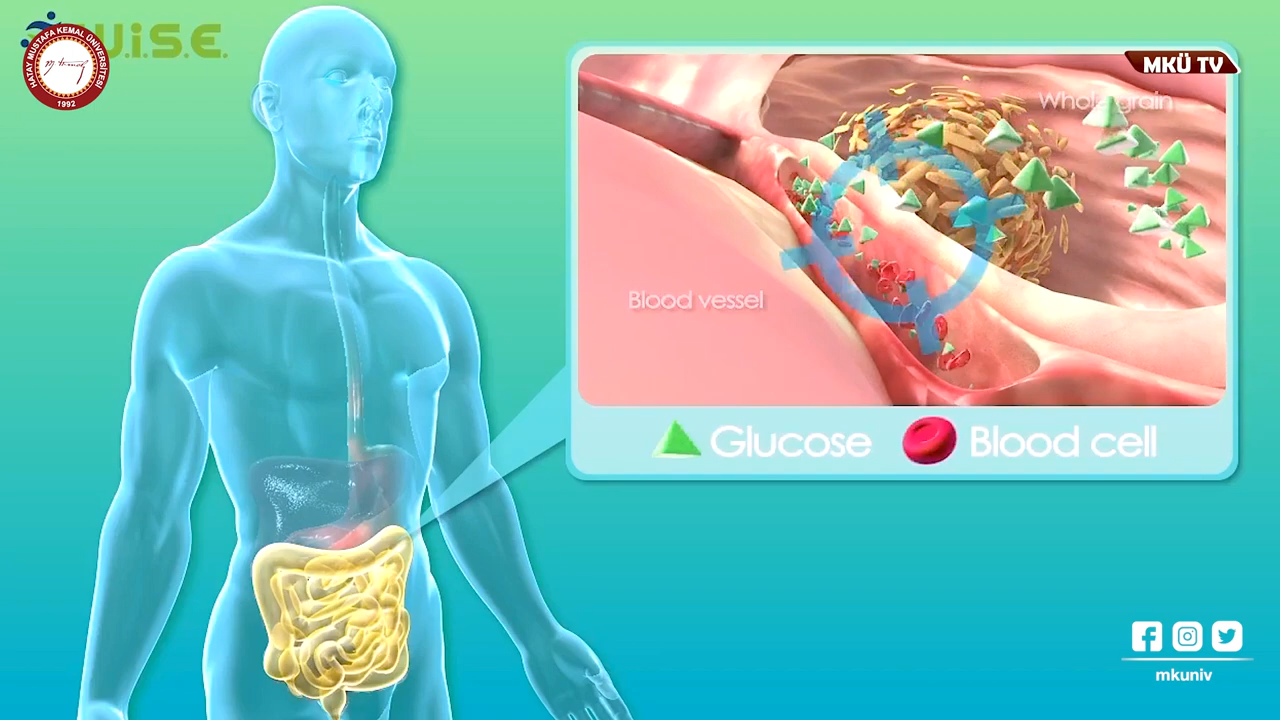 HATAY MUSTAFA KEMAL ÜNİVERSİTESİ
1992
U.i.S.E.
MKÜ TV
Whole grain
Blood vessel
Glucose
Blood cell
mkuniv